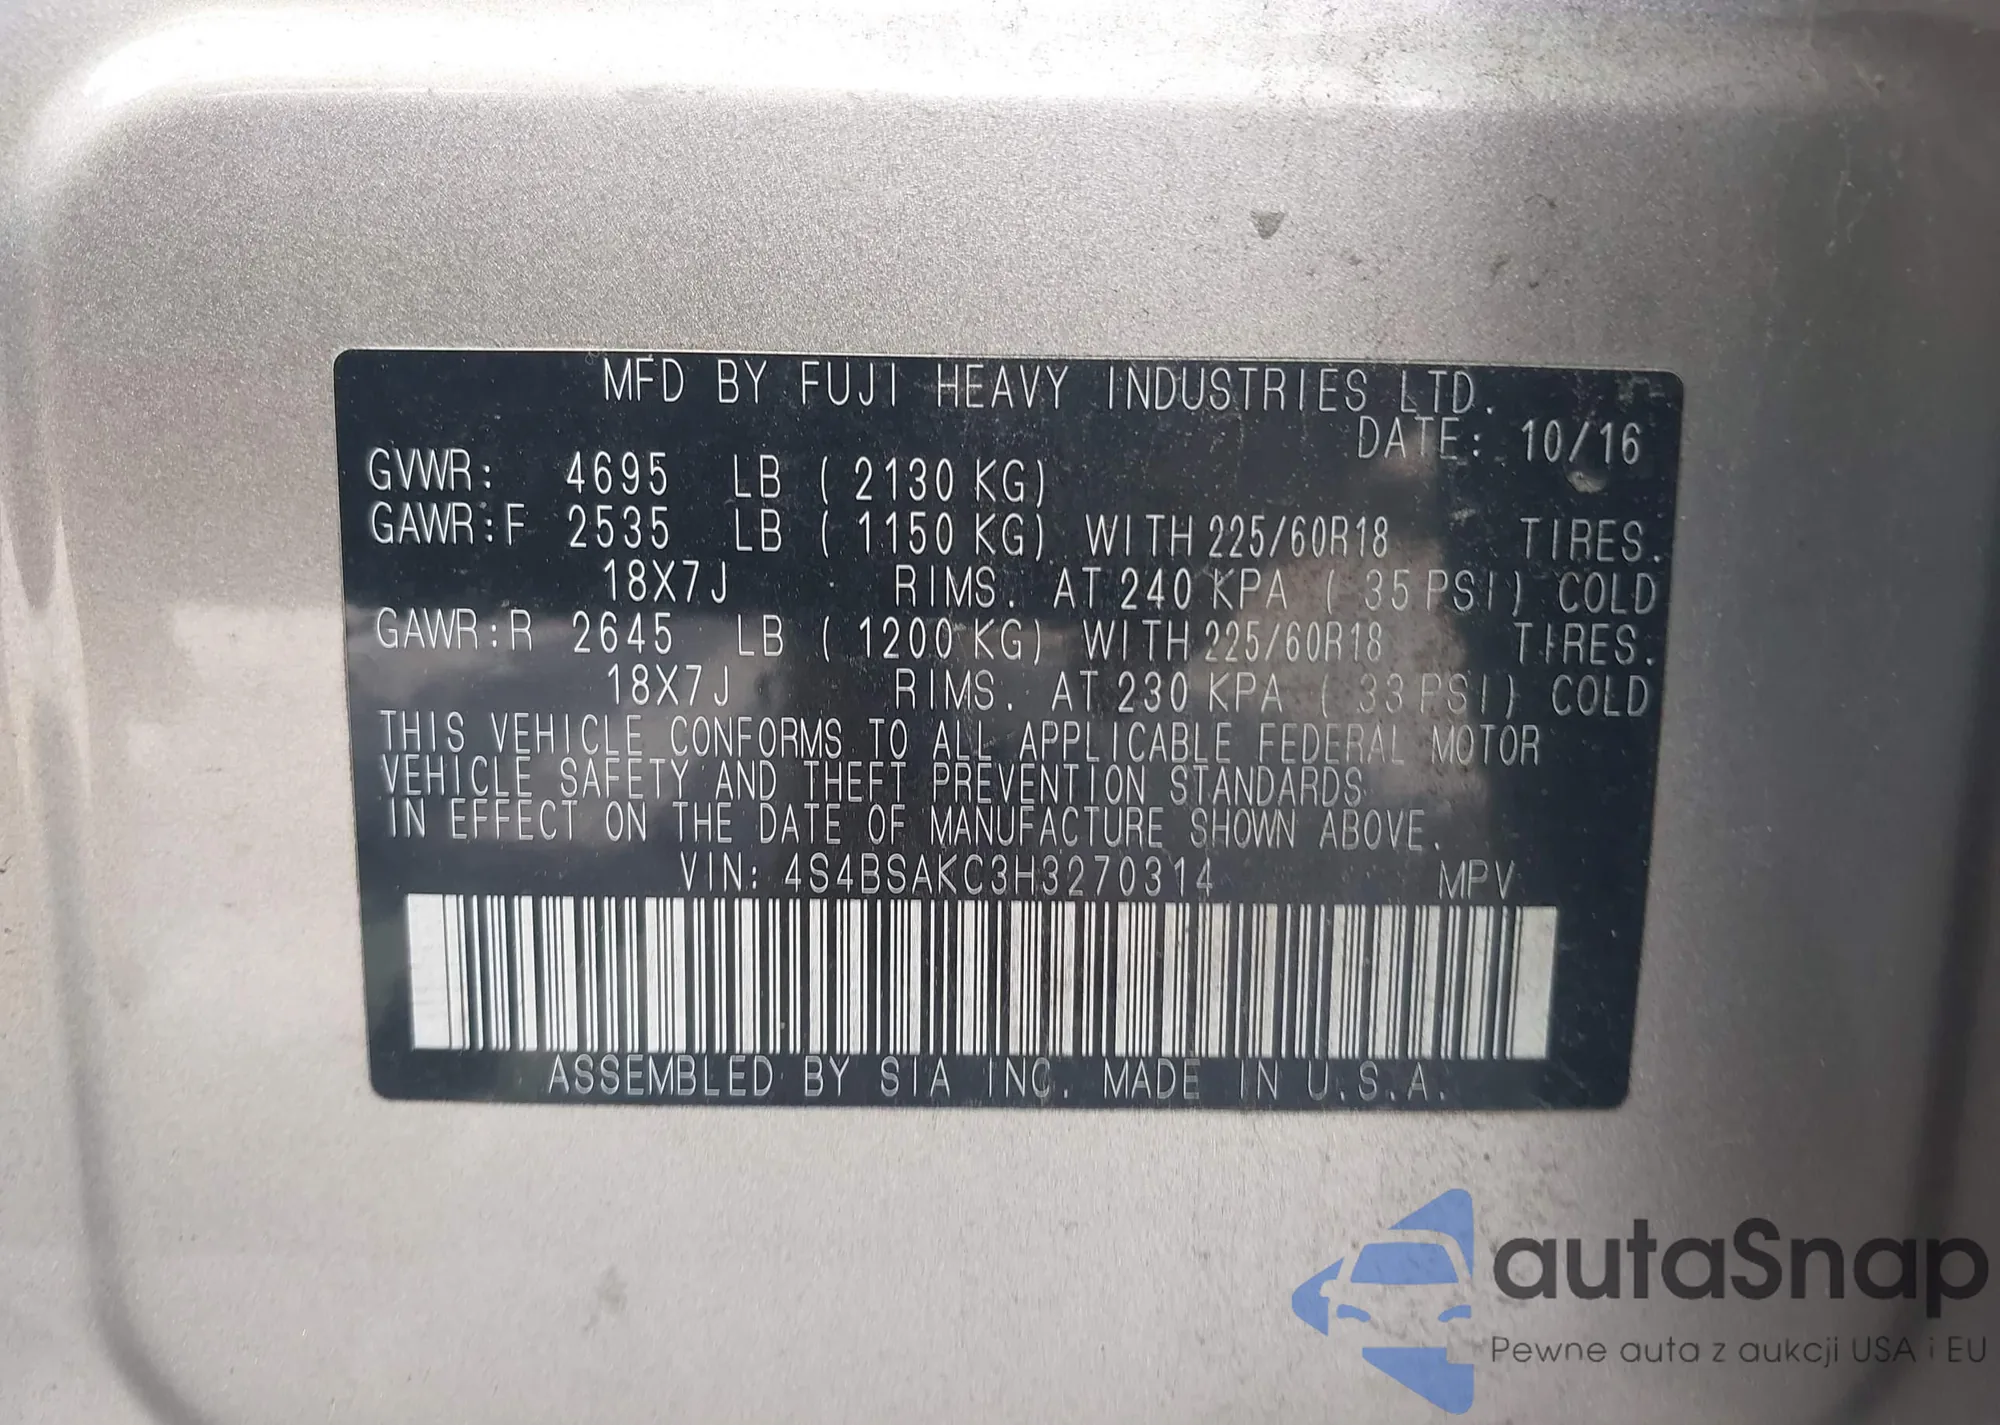 MFD BY FUJI HEAVY INDUSTRIES LTD.
DATE: 10/16
GVWR: 4695 LB ( 2130 KG)
GAWR:F 2535 LB ( 1150 KG) WITH 225/60R18 TIRES.
18X7J RIMS. AT 240 KPA ( 35 PSI) COLD
GAWR:R 2645 LB ( 1200 KG) WITH 225/60R18 TIRES.
18X7J RIMS. AT 230 KPA ( 33 PSI) COLD
THIS VEHICLE CONFORMS TO ALL APPLICABLE FEDERAL MOTOR
VEHICLE SAFETY AND THEFT PREVENTION STANDARDS
IN EFFECT ON THE DATE OF MANUFACTURE SHOWN ABOVE.
VIN: 4S4BSAKC3H3270314 MPV
ASSEMBLED BY SIA INC. MADE IN U.S.A.
autaSnap
Pewne auta z aukcji USA i EU